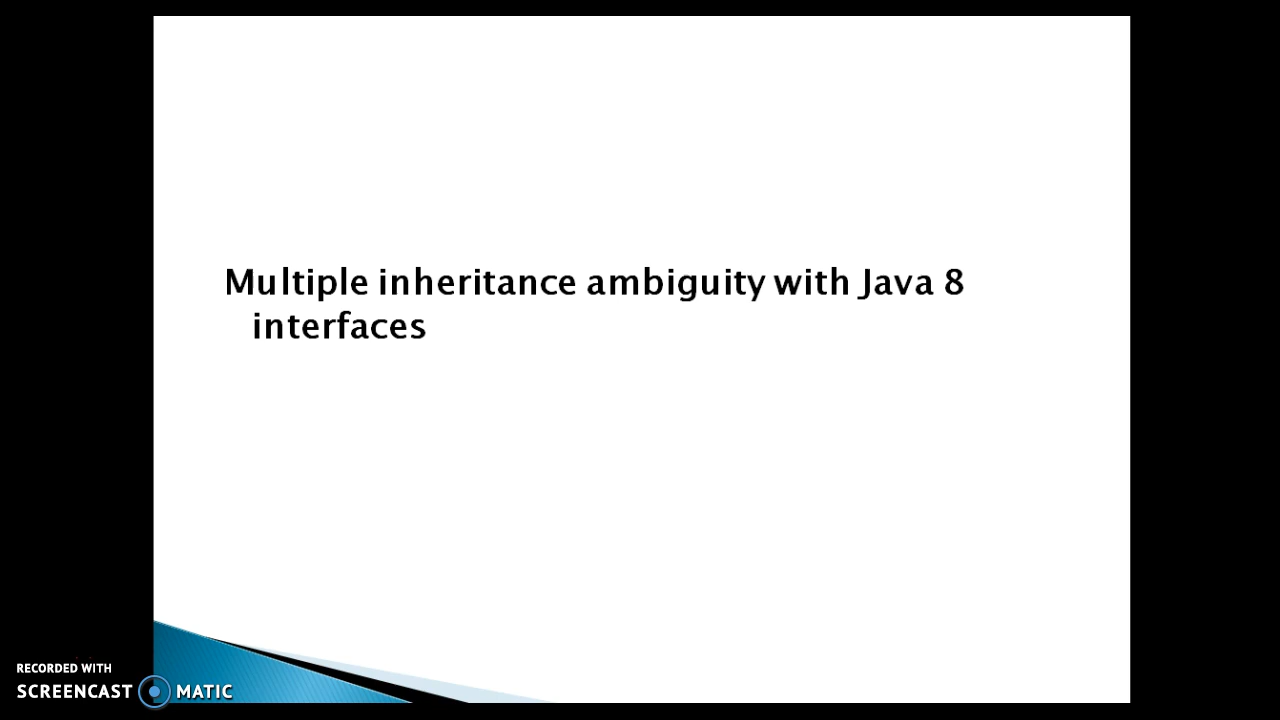 Multiple inheritance ambiguity with Java 8
interfaces
RECORDED WITH
SCREENCAST MATIC